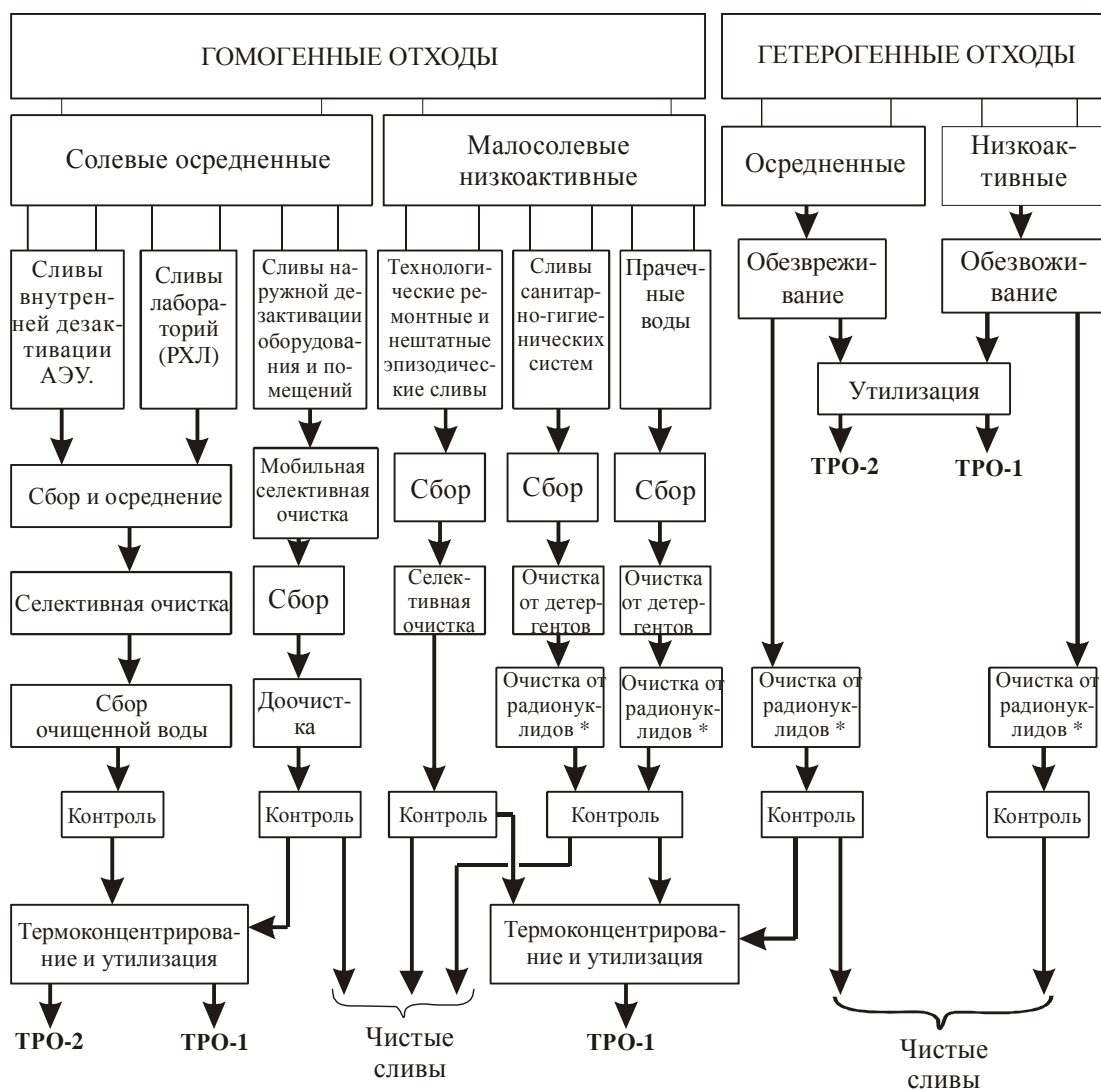 ГОМОГЕННЫЕ ОТХОДЫ
ГЕТЕРОГЕННЫЕ ОТХОДЫ
Солевые осредненные
Малосолевые
низкоактивные
Осредненные
Низкоак-
тивные
Сливы
внутрен-
ней дезак-
тивации
АЭУ.
Сливы
лабора-
торий
(РХЛ)
Сливы на-
ружной де-
зактивации
оборудова-
ния и по-
мещений
Технологи-
ческие ре-
монтные и
нештатные
эпизодичес-
кие сливы
Сливы
санитар-
но-гигие-
нических
систем
Прачеч-
ные
воды
Обезврежи-
вание
Обезвожи-
вание
Утилизация
ТРО-2
ТРО-1
Сбор и осреднение
Мобильная
селективная
очистка
Сбор
Сбор
Сбор
Селективная очистка
Сбор
Селек-
тивная
очистка
Очистка
от детер-
гентов
Очистка
от детер-
гентов
Сбор
очищенной воды
Доочист-
ка
Очистка от
радионук-
лидов *
Очистка от
радионук-
лидов *
Очистка от
радионук-
лидов *
Очистка от
радионук-
лидов *
Контроль
Контроль
Контроль
Контроль
Контроль
Контроль
Термоконцентрирова-
ние и утилизация
Термоконцентрирова-
ние и утилизация
ТРО-2
ТРО-1
Чистые
сливы
ТРО-1
Чистые
сливы